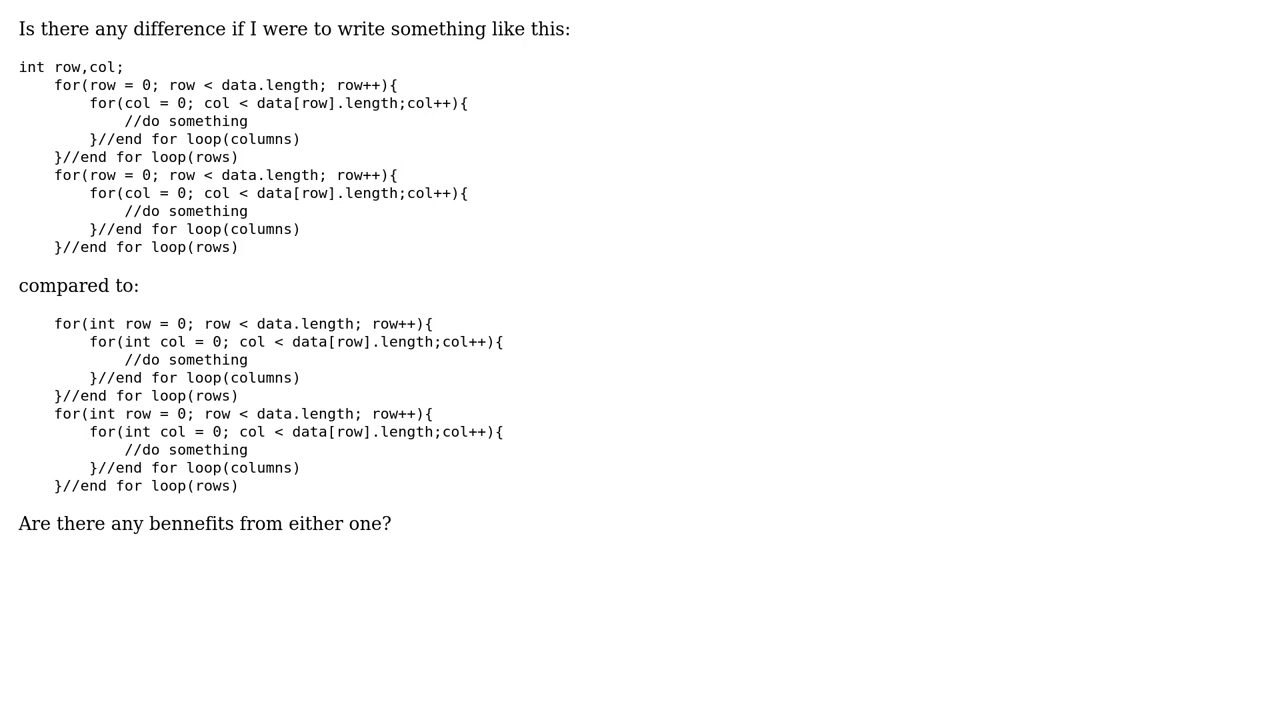 Is there any difference if I were to write something like this:
int row,col;
    for(row = 0; row < data.length; row++){
        for(col = 0; col < data[row].length;col++){
            //do something
        }//end for loop(columns)
    }//end for loop(rows)
    for(row = 0; row < data.length; row++){
        for(col = 0; col < data[row].length;col++){
            //do something
        }//end for loop(columns)
    }//end for loop(rows)
compared to:
    for(int row = 0; row < data.length; row++){
        for(int col = 0; col < data[row].length;col++){
            //do something
        }//end for loop(columns)
    }//end for loop(rows)
    for(int row = 0; row < data.length; row++){
        for(int col = 0; col < data[row].length;col++){
            //do something
        }//end for loop(columns)
    }//end for loop(rows)
Are there any bennefits from either one?